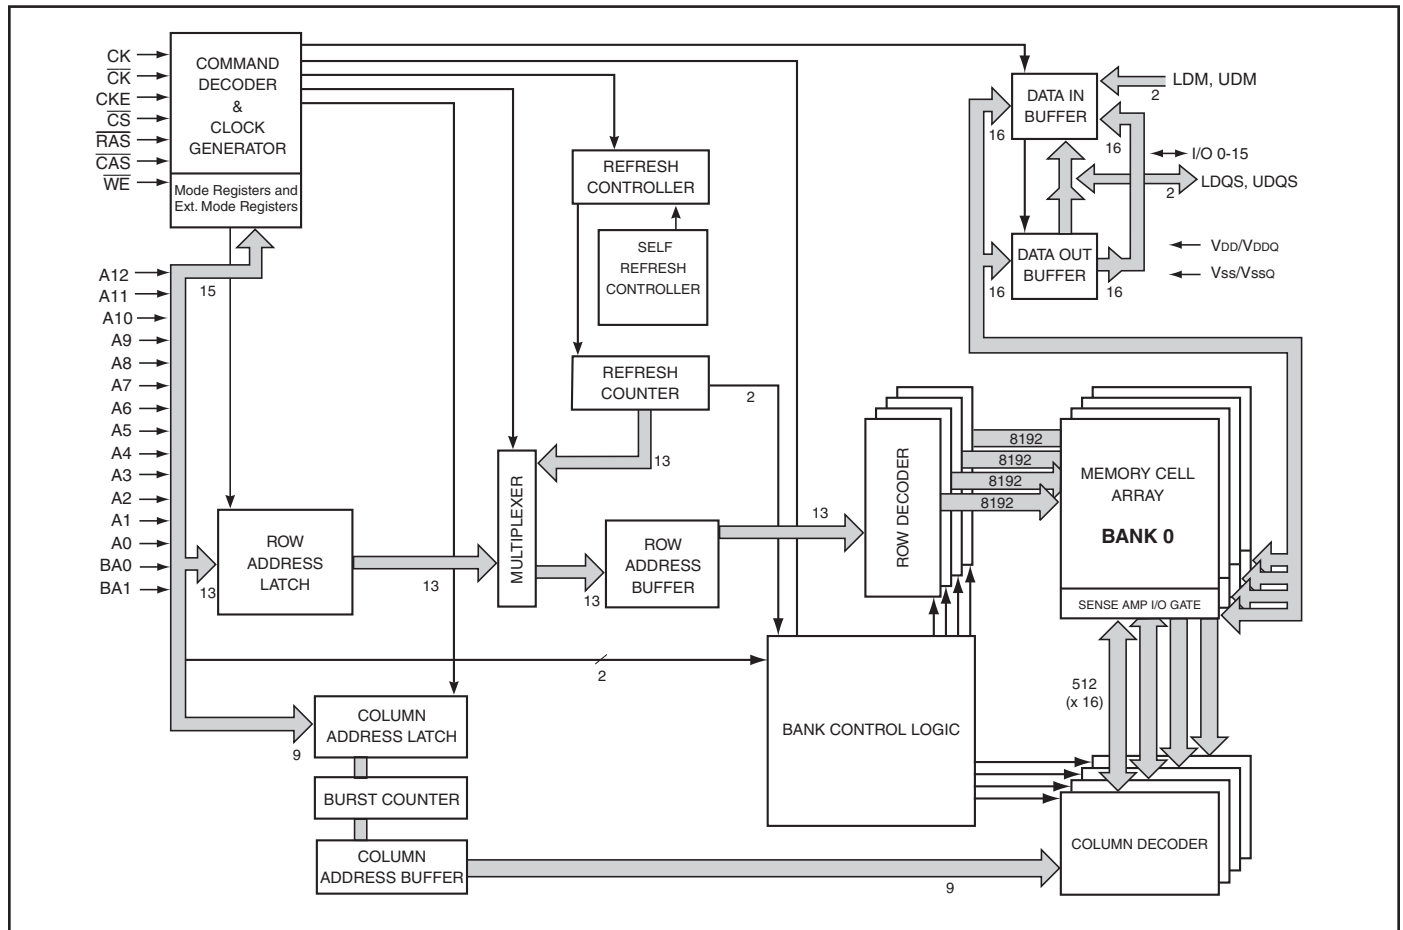 CK
CK
CKE
CS
RAS
CAS
WE
COMMAND
DECODER
&
CLOCK
GENERATOR
Mode Registers and
Ext. Mode Registers
A12
A11
A10
A9
A8
A7
A6
A5
A4
A3
A2
A1
A0
BA0
BA1
15
13
ROW
ADDRESS
LATCH
13
REFRESH
CONTROLLER
SELF
REFRESH
CONTROLLER
REFRESH
COUNTER
2
13
MULTIPLEXER
13
ROW
ADDRESS
BUFFER
13
2
9
COLUMN
ADDRESS LATCH
BURST COUNTER
COLUMN
ADDRESS BUFFER
9
BANK CONTROL LOGIC
ROW DECODER
8192
8192
8192
8192
MEMORY CELL
ARRAY
BANK 0
SENSE AMP I/O GATE
512
(x 16)
COLUMN DECODER
DATA IN
BUFFER
LDM, UDM
2
16
16
I/O 0-15
LDQS, UDQS
2
DATA OUT
BUFFER
16
16
VDD/VDDQ
Vss/VssQ